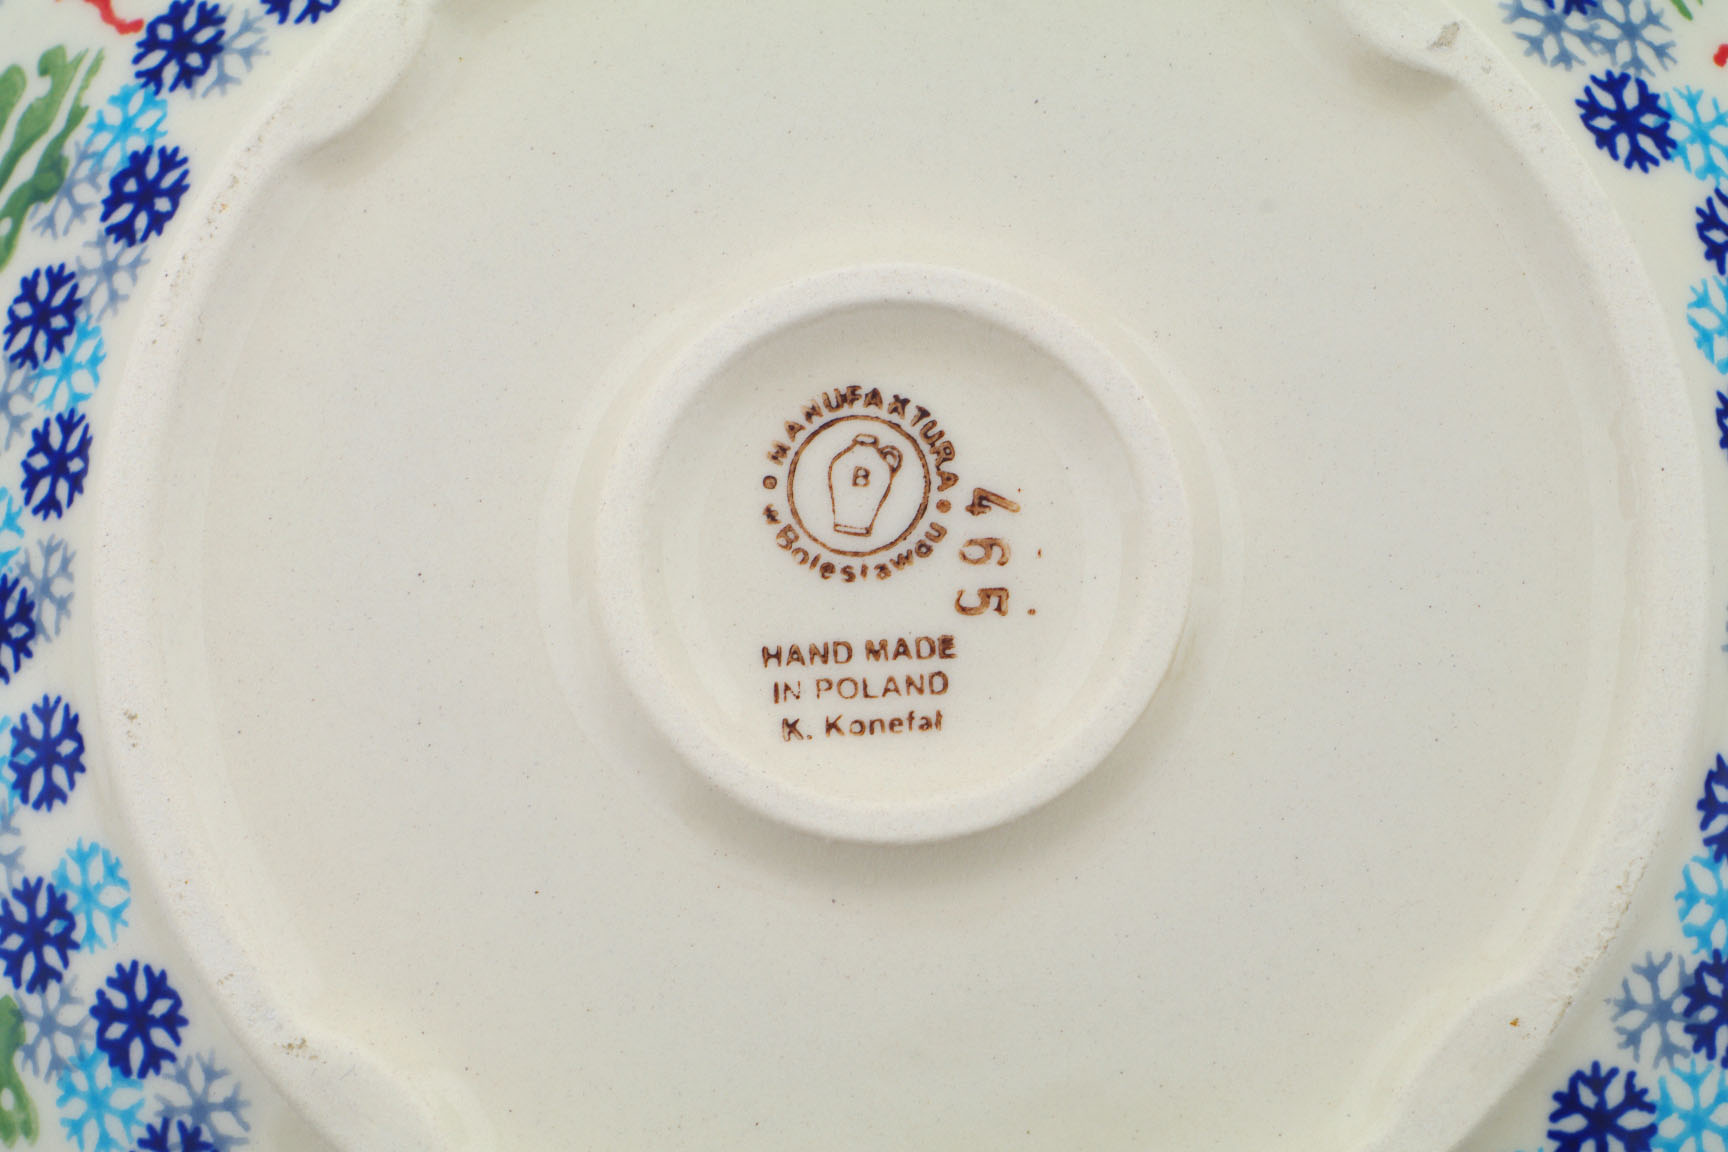 MANUFAKTURA
B
w Bolesławcu
465
HAND MADE
IN POLAND
K. Konefał